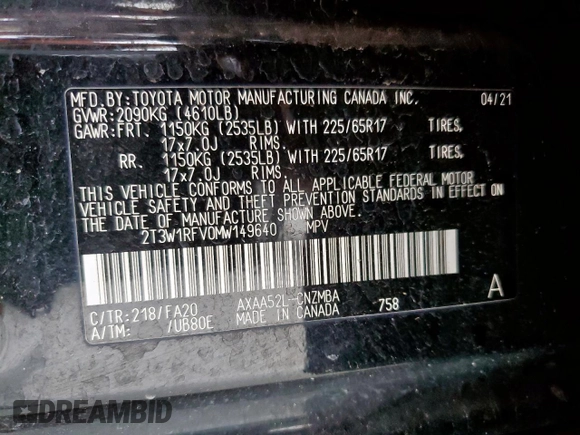 MFD.BY:TOYOTA MOTOR MANUFACTURING CANADA INC. 04/21
GVWR:2090KG (4610LB)
GAWR:FRT. 1150KG (2535LB) WITH 225/65R17 TIRES,
17x7.0J RIMS.
RR. 1150KG (2535LB) WITH 225/65R17 TIRES,
17x7.0J RIMS.
THIS VEHICLE CONFORMS TO ALL APPLICABLE FEDERAL MOTOR
VEHICLE SAFETY AND THEFT PREVENTION STANDARDS IN EFFECT ON
THE DATE OF MANUFACTURE SHOWN ABOVE.
2T3W1RFV0MW149640 MPV
C/TR:218/FA20 AXAA52L-CNZMBA 758 A
A/TM: /UB80E MADE IN CANADA
DREAMBID